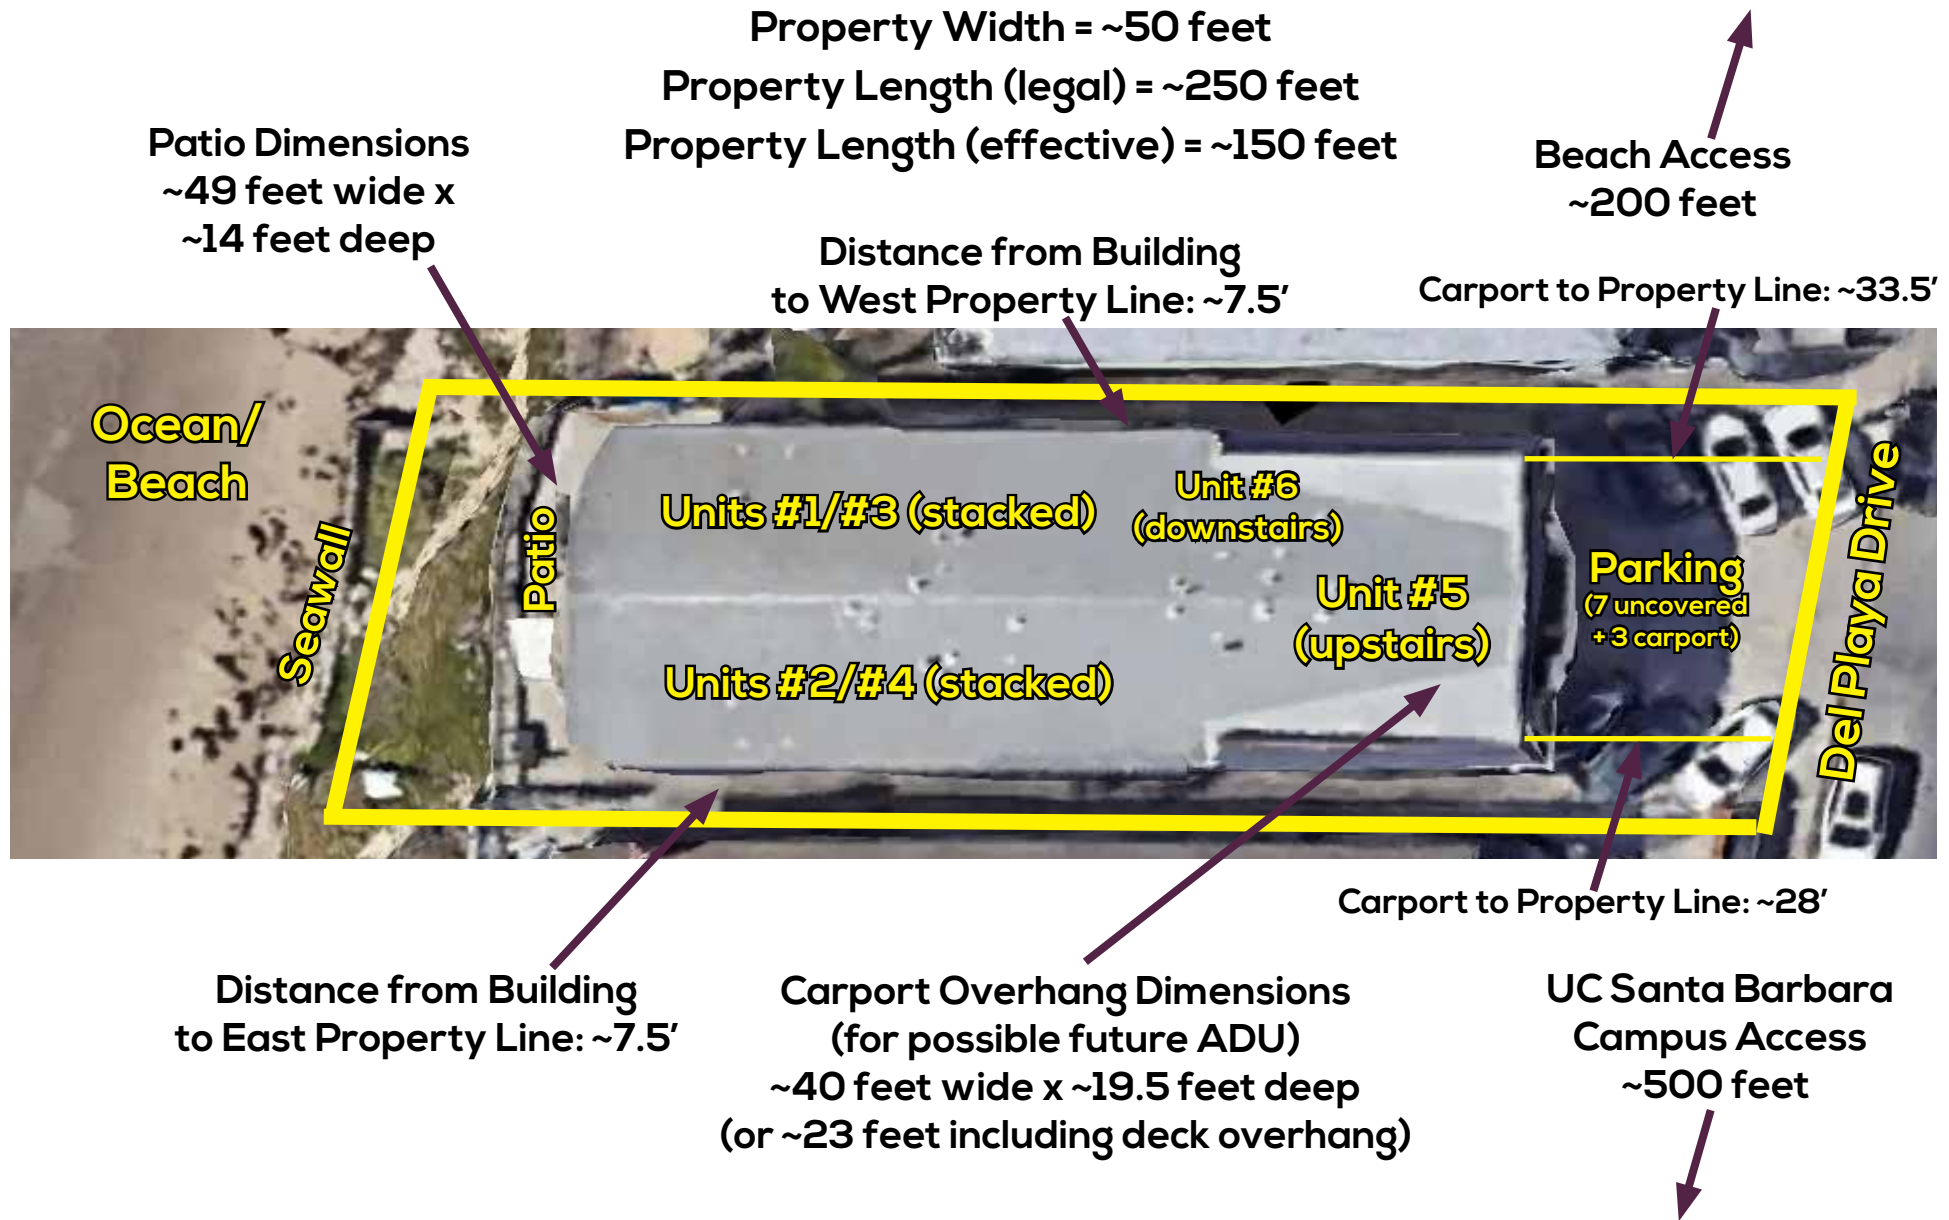 Property Width = ~50 feet
Property Length (legal) = ~250 feet
Property Length (effective) = ~150 feet
Patio Dimensions
~49 feet wide x
~14 feet deep
Beach Access
~200 feet
Distance from Building
to West Property Line: ~7.5’
Carport to Property Line: ~33.5’
Ocean/
Beach
Seawall
Patio
Units #1/#3 (stacked)
Unit #6
(downstairs)
Unit #5
(upstairs)
Units #2/#4 (stacked)
Parking
(7 uncovered
+ 3 carport)
Del Playa Drive
Carport to Property Line: ~28’
Distance from Building
to East Property Line: ~7.5’
Carport Overhang Dimensions
(for possible future ADU)
~40 feet wide x ~19.5 feet deep
(or ~23 feet including deck overhang)
UC Santa Barbara
Campus Access
~500 feet